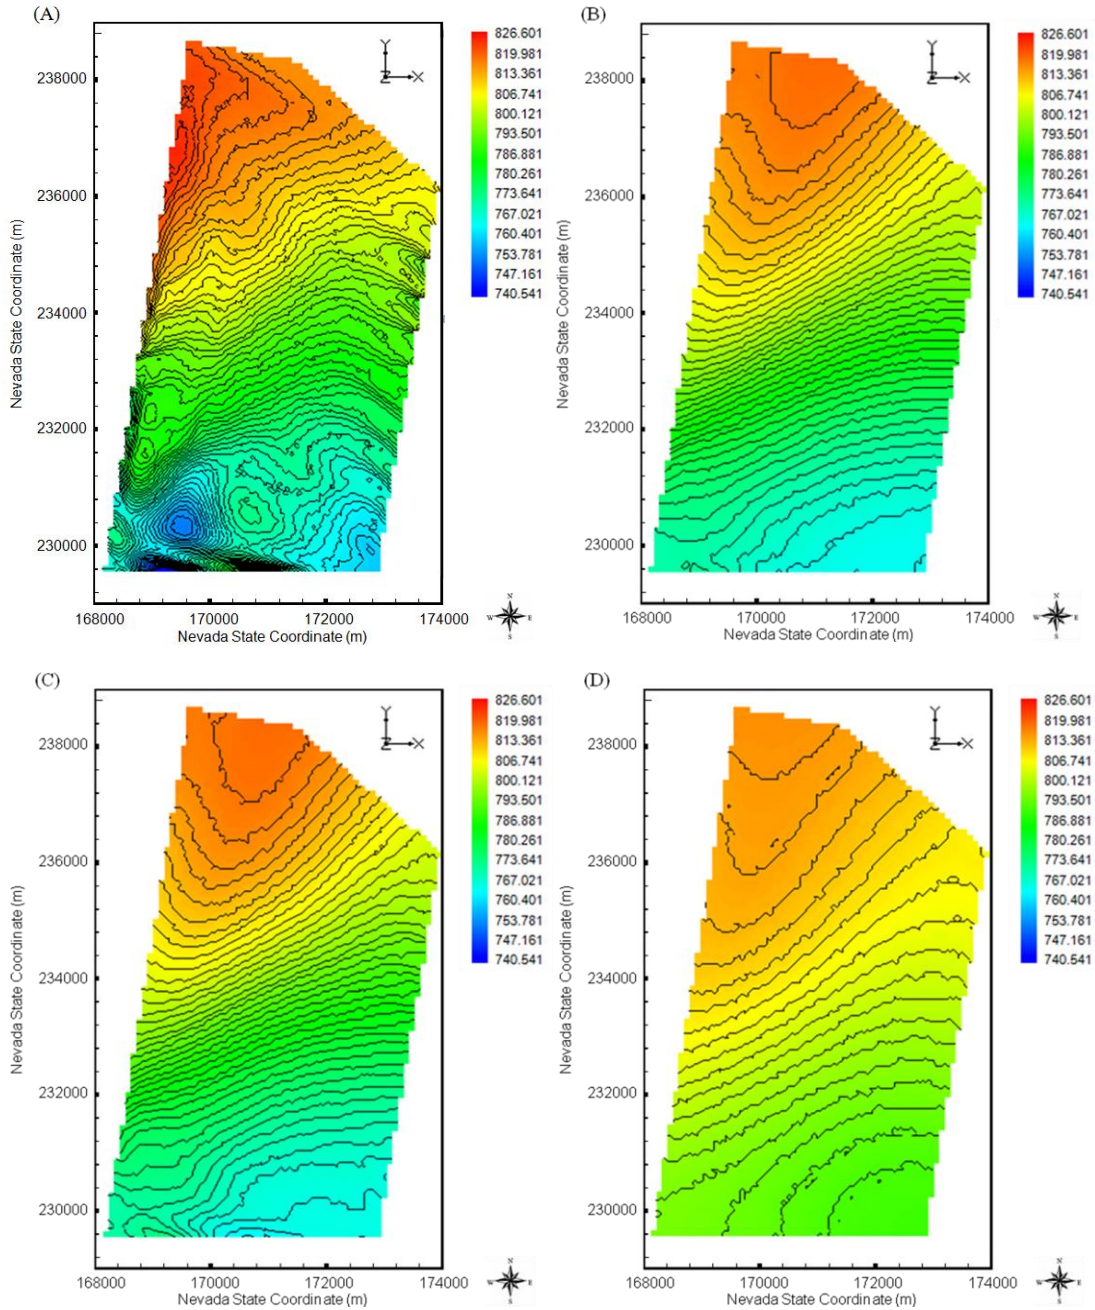 (A)
826.601
819.981
813.361
806.741
800.121
793.501
786.881
780.261
773.641
767.021
760.401
753.781
747.161
740.541
Y
Z X
238000
236000
234000
232000
230000
Nevada State Coordinate (m)
168000 170000 172000 174000
Nevada State Coordinate (m)
N
W E
S
(B)
826.601
819.981
813.361
806.741
800.121
793.501
786.881
780.261
773.641
767.021
760.401
753.781
747.161
740.541
Y
Z X
238000
236000
234000
232000
230000
Nevada State Coordinate (m)
168000 170000 172000 174000
Nevada State Coordinate (m)
N
W E
S
(C)
826.601
819.981
813.361
806.741
800.121
793.501
786.881
780.261
773.641
767.021
760.401
753.781
747.161
740.541
Y
Z X
238000
236000
234000
232000
230000
Nevada State Coordinate (m)
168000 170000 172000 174000
Nevada State Coordinate (m)
N
W E
S
(D)
826.601
819.981
813.361
806.741
800.121
793.501
786.881
780.261
773.641
767.021
760.401
753.781
747.161
740.541
Y
Z X
238000
236000
234000
232000
230000
Nevada State Coordinate (m)
168000 170000 172000 174000
Nevada State Coordinate (m)
N
W E
S